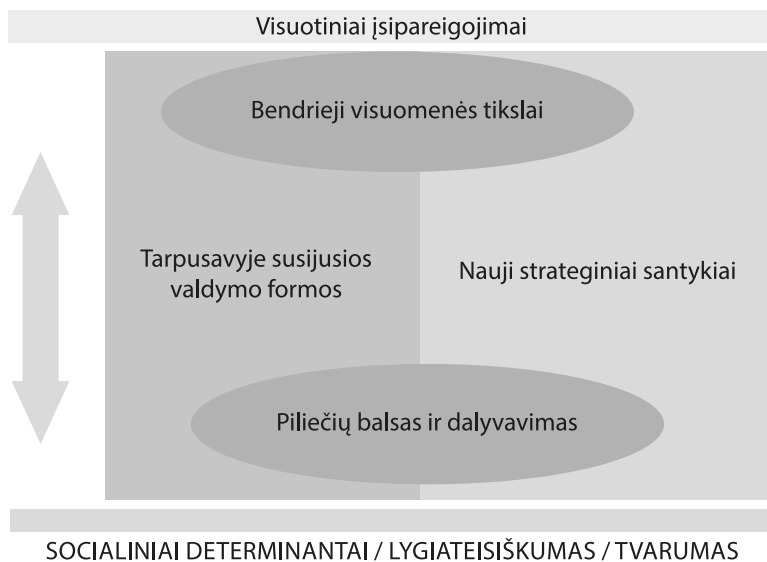 Visuotiniai įsipareigojimai
Bendrieji visuomenės tikslai
Tarpusavyje susijusios
valdymo formos
Nauji strateginiai santykiai
Piliečių balsas ir dalyvavimas
SOCIALINIAI DETERMINANTAI / LYGIATEISIŠKUMAS / TVARUMAS